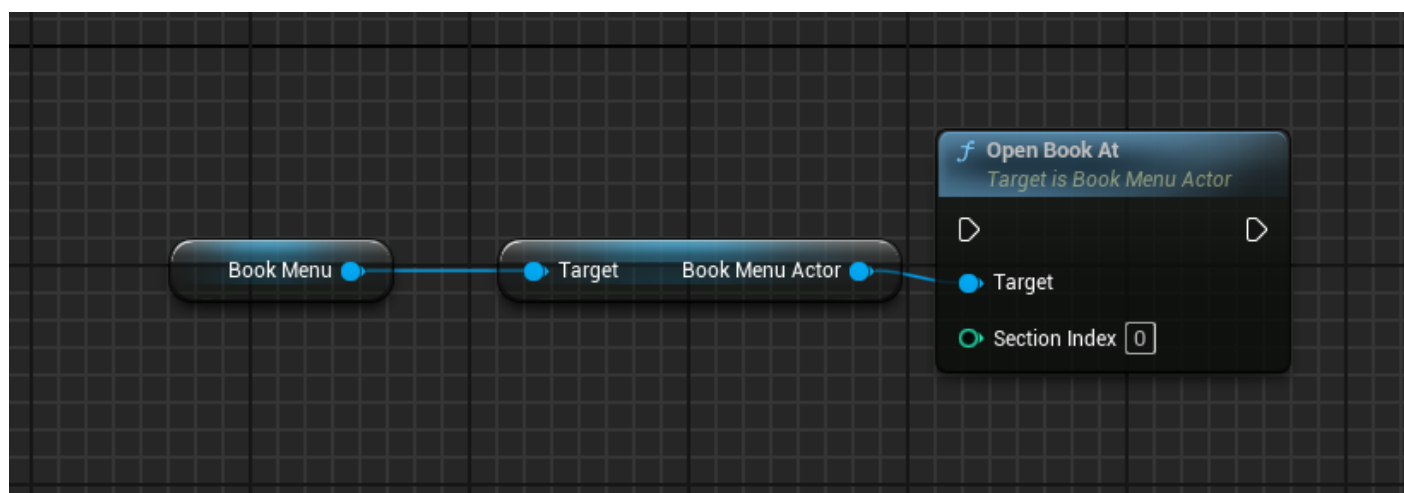 Book Menu
Target Book Menu Actor
f Open Book At
Target is Book Menu Actor
Target
Section Index 0